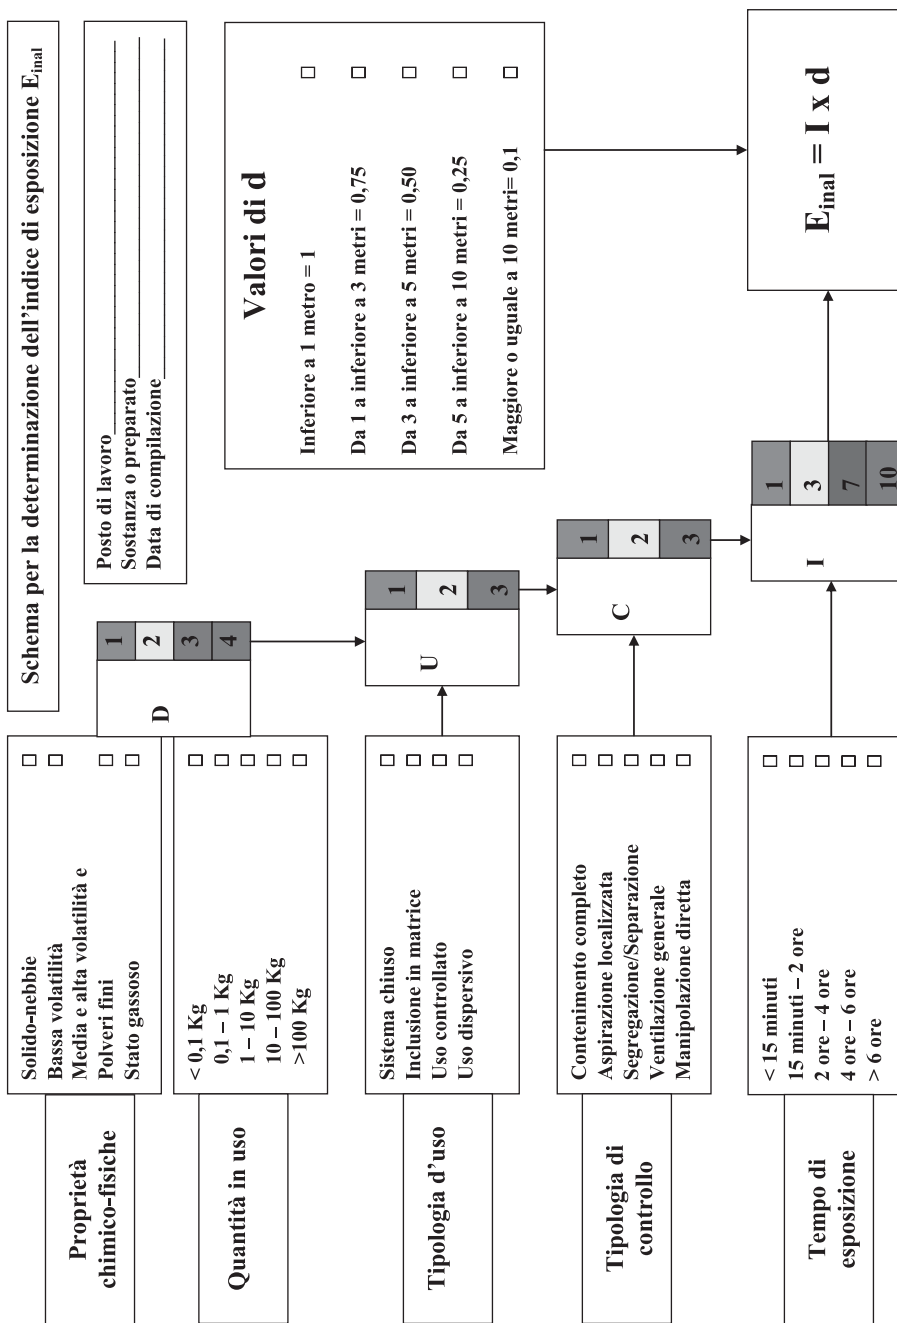 Schema per la determinazione dell'indice di esposizione E_inal
Posto di lavoro
Sostanza o preparato
Data di compilazione
Proprietà
chimico-fisiche
Solido-nebbie
Bassa volatilità
Media e alta volatilità e
Polveri fini
Stato gassoso
Quantità in uso
< 0,1 Kg
0,1 – 1 Kg
1 – 10 Kg
10 – 100 Kg
>100 Kg
D
1
2
3
4
Tipologia d'uso
Sistema chiuso
Inclusione in matrice
Uso controllato
Uso dispersivo
U
1
2
3
Tipologia di
controllo
Contenimento completo
Aspirazione localizzata
Segregazione/Separazione
Ventilazione generale
Manipolazione diretta
C
1
2
3
Tempo di
esposizione
< 15 minuti
15 minuti – 2 ore
2 ore – 4 ore
4 ore – 6 ore
> 6 ore
I
1
3
7
10
Valori di d
Inferiore a 1 metro = 1
Da 1 a inferiore a 3 metri = 0,75
Da 3 a inferiore a 5 metri = 0,50
Da 5 a inferiore a 10 metri = 0,25
Maggiore o uguale a 10 metri= 0,1
E_inal = I x d